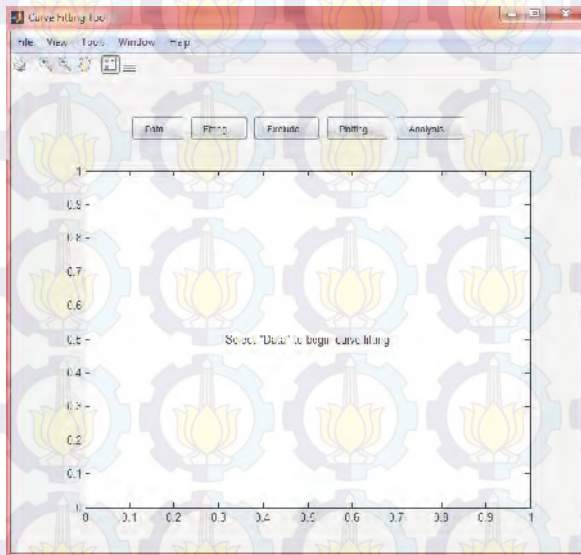 Curve Fitting Tool
File View Tools Window Help
Data Fitting... Exclude... Plotting... Analysis...
1
0.9
0.8
0.7
0.6
0.5
Select "Data" to begin curve fitting
0.4
0.3
0.2
0.1
0
0 0.1 0.2 0.3 0.4 0.5 0.6 0.7 0.8 0.9 1